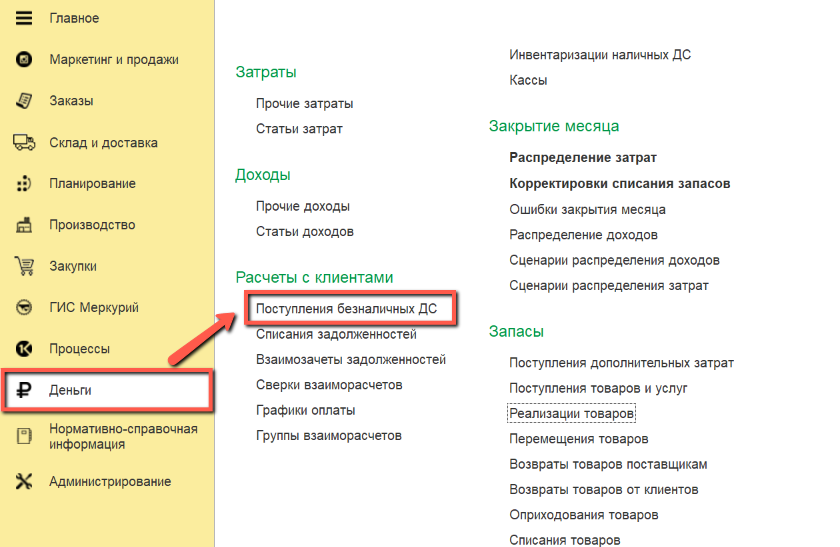 Главное
Маркетинг и продажи
Заказы
Склад и доставка
Планирование
Производство
Закупки
ГИС Меркурий
Процессы
Деньги
Нормативно-справочная
информация
Администрирование
Затраты
Прочие затраты
Статьи затрат
Доходы
Прочие доходы
Статьи доходов
Расчеты с клиентами
Поступления безналичных ДС
Списания задолженностей
Взаимозачеты задолженностей
Сверки взаиморасчетов
Графики оплаты
Группы взаиморасчетов
Инвентаризации наличных ДС
Кассы
Закрытие месяца
Распределение затрат
Корректировки списания запасов
Ошибки закрытия месяца
Распределение доходов
Сценарии распределения доходов
Сценарии распределения затрат
Запасы
Поступления дополнительных затрат
Поступления товаров и услуг
Реализации товаров
Перемещения товаров
Возвраты товаров поставщикам
Возвраты товаров от клиентов
Оприходования товаров
Списания товаров